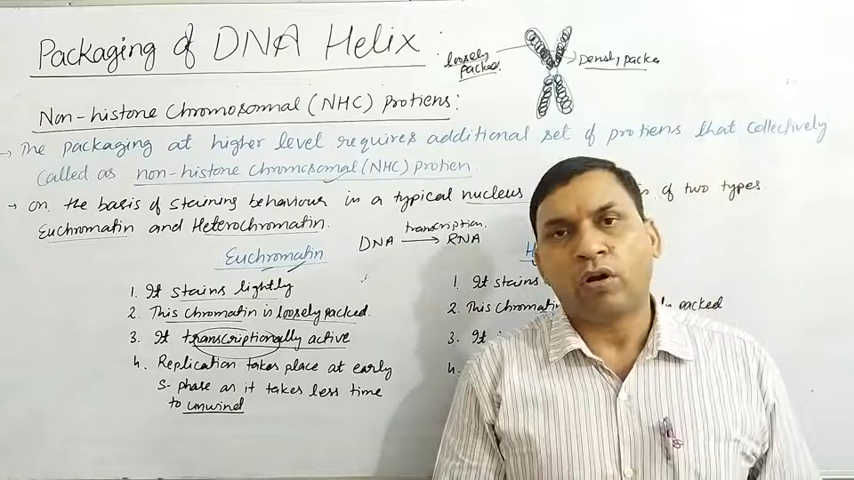 Packaging of DNA Helix
loosely
packed.
Densly packe
Non-histone Chromosomal (NHC) Protiens:
→ The packaging at higher level requires additional set of protiens that collectively
called as non-histone chromosomal (NHC) protien
→ on the basis of staining behaviour in a typical nucleus of two types
Euchromatin and Heterochromatin.
transcription.
DNA → RNA
Euchromatin
1. It stains lightly
2. This chromatin is loosely packed.
3. It transcriptionally active
4. Replication takes place at early
S-phase as it takes less time
to unwind
1. It stains
2. This chromatin packed
3. It is
4.